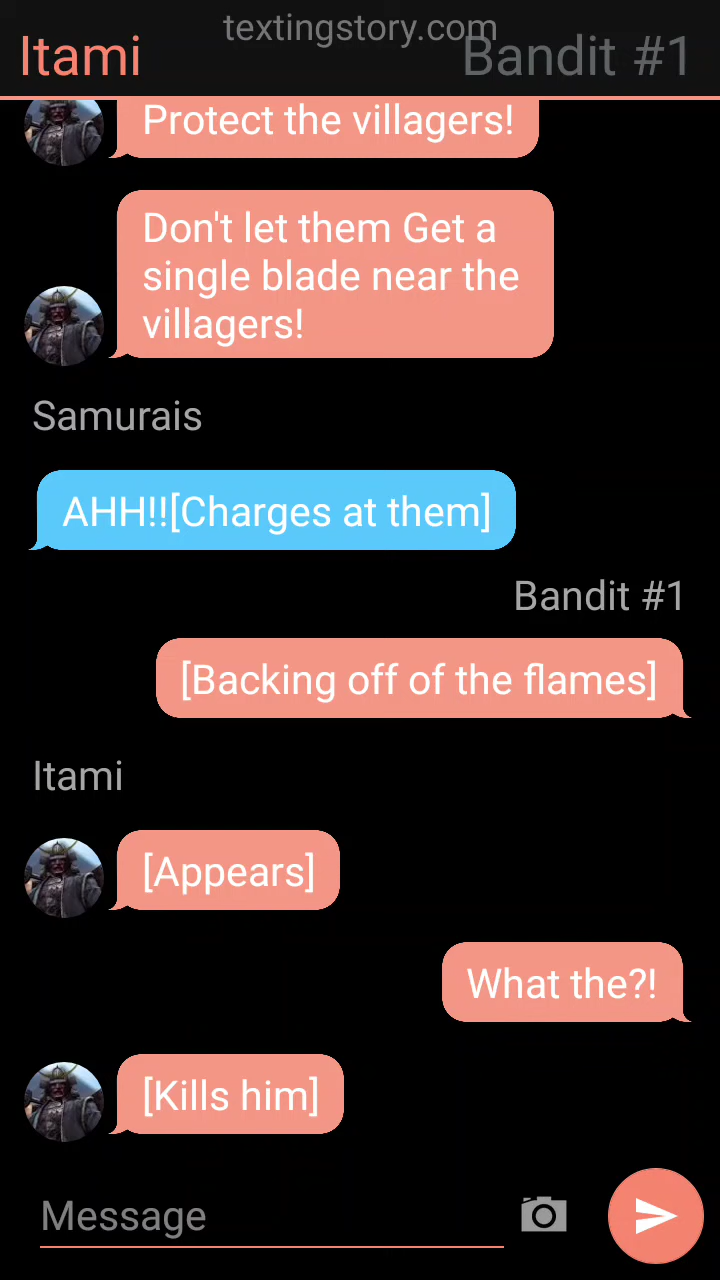 textingstory.com
Itami
Bandit #1
Protect the villagers!
Don't let them Get a
single blade near the
villagers!
Samurais
AHH!![Charges at them]
Bandit #1
[Backing off of the flames]
Itami
[Appears]
What the?!
[Kills him]
Message